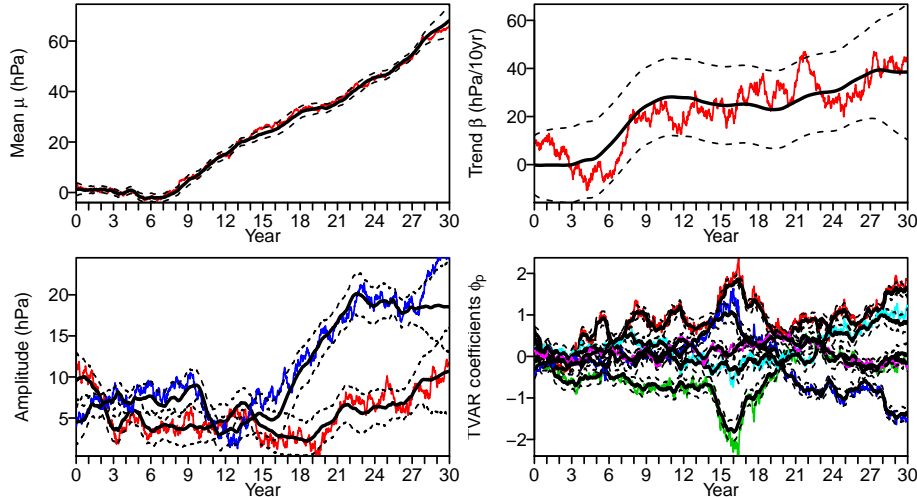 Mean μ (hPa)
0 20 40 60
0 3 6 9 12 15 18 21 24 27 30
Year
Trend β (hPa/10yr)
0 20 40 60
0 3 6 9 12 15 18 21 24 27 30
Year
Amplitude (hPa)
5 10 15 20
0 3 6 9 12 15 18 21 24 27 30
Year
TVAR coefficients ϕp
−2 −1 0 1 2
0 3 6 9 12 15 18 21 24 27 30
Year